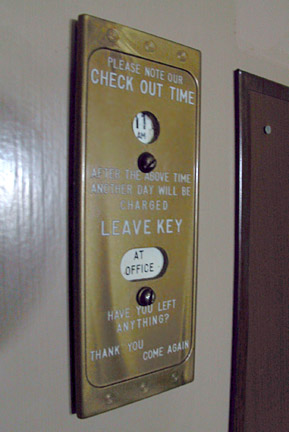 PLEASE NOTE OUR
CHECK OUT TIME
11
AM
AFTER THE ABOVE TIME
ANOTHER DAY WILL BE
CHARGED
LEAVE KEY
AT
OFFICE
HAVE YOU LEFT
ANYTHING?
THANK YOU COME AGAIN